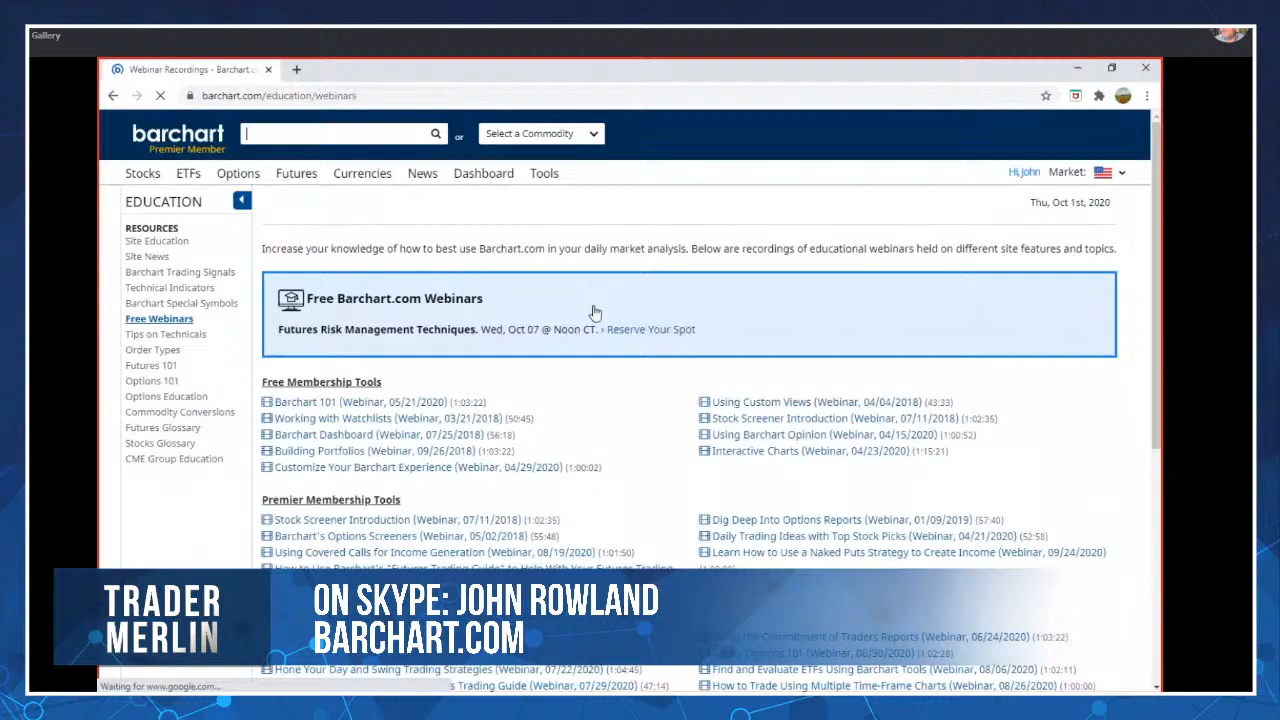 Gallery
Webinar Recordings - Barchart.c
barchart.com/education/webinars
barchart
Premier Member
or
Select a Commodity
Stocks ETFs Options Futures Currencies News Dashboard Tools
Hi, John Market:
EDUCATION
Thu, Oct 1st, 2020
RESOURCES
Site Education
Site News
Barchart Trading Signals
Technical Indicators
Barchart Special Symbols
Free Webinars
Tips on Technicals
Order Types
Futures 101
Options 101
Options Education
Commodity Conversions
Futures Glossary
Stocks Glossary
CME Group Education
Increase your knowledge of how to best use Barchart.com in your daily market analysis. Below are recordings of educational webinars held on different site features and topics.
Free Barchart.com Webinars
Futures Risk Management Techniques. Wed, Oct 07 @ Noon CT. › Reserve Your Spot
Free Membership Tools
Barchart 101 (Webinar, 05/21/2020) (1:03:22)
Working with Watchlists (Webinar, 03/21/2018) (50:45)
Barchart Dashboard (Webinar, 07/25/2018) (56:18)
Building Portfolios (Webinar, 09/26/2018) (1:03:22)
Customize Your Barchart Experience (Webinar, 04/29/2020) (1:00:02)
Using Custom Views (Webinar, 04/04/2018) (43:33)
Stock Screener Introduction (Webinar, 07/11/2018) (1:02:35)
Using Barchart Opinion (Webinar, 04/15/2020) (1:00:52)
Interactive Charts (Webinar, 04/23/2020) (1:15:21)
Premier Membership Tools
Stock Screener Introduction (Webinar, 07/11/2018) (1:02:35)
Barchart's Options Screeners (Webinar, 05/02/2018) (55:48)
Using Covered Calls for Income Generation (Webinar, 08/19/2020) (1:01:50)
How to Use Barchart's "Futures Trading Guide" to Help With Your Futures Trading
Dig Deep Into Options Reports (Webinar, 01/09/2019) (57:40)
Daily Trading Ideas with Top Stock Picks (Webinar, 04/21/2020) (52:58)
Learn How to Use a Naked Puts Strategy to Create Income (Webinar, 09/24/2020)
the Commitment of Traders Reports (Webinar, 06/24/2020) (1:03:22)
Options 101 (Webinar, 06/30/2020) (1:02:28)
Hone Your Day and Swing Trading Strategies (Webinar, 07/22/2020) (1:04:45)
Find and Evaluate ETFs Using Barchart Tools (Webinar, 08/06/2020) (1:02:11)
s Trading Guide (Webinar, 07/29/2020) (47:14)
How to Trade Using Multiple Time-Frame Charts (Webinar, 08/26/2020) (1:00:00)
Waiting for www.google.com...
TRADER
MERLIN
ON SKYPE: JOHN ROWLAND
BARCHART.COM